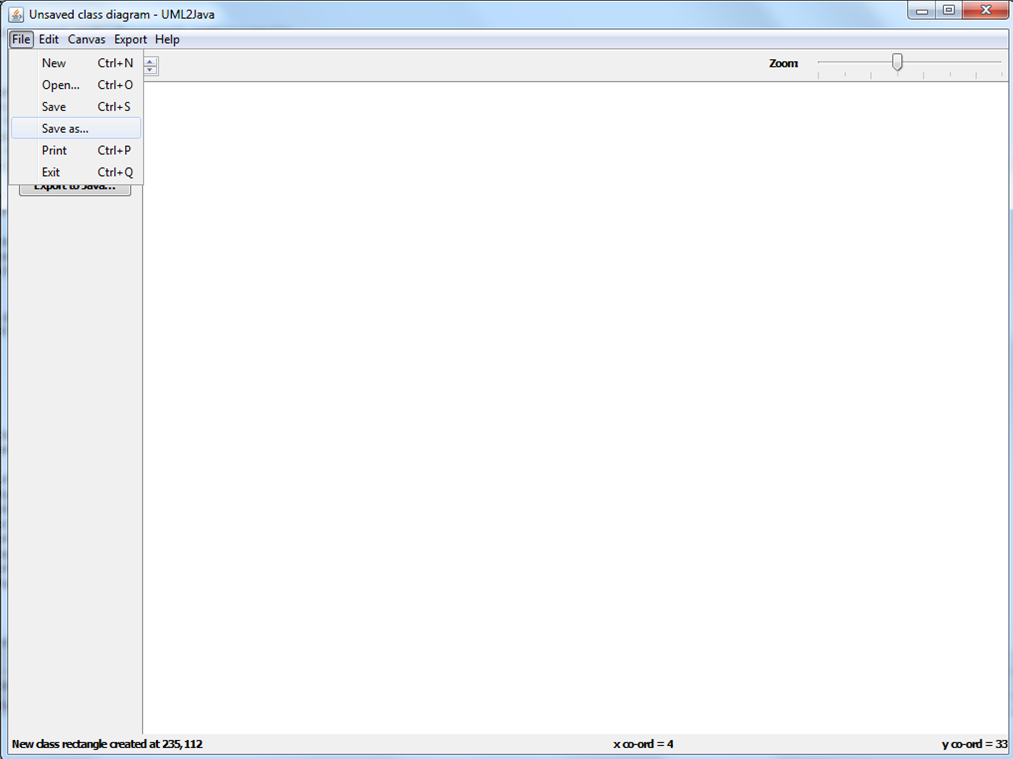 Unsaved class diagram - UML2Java
File Edit Canvas Export Help
New Ctrl+N
Open... Ctrl+O
Save Ctrl+S
Save as...
Print Ctrl+P
Exit Ctrl+Q
Zoom
Export to Java...
New class rectangle created at 235,112
x co-ord = 4
y co-ord = 33